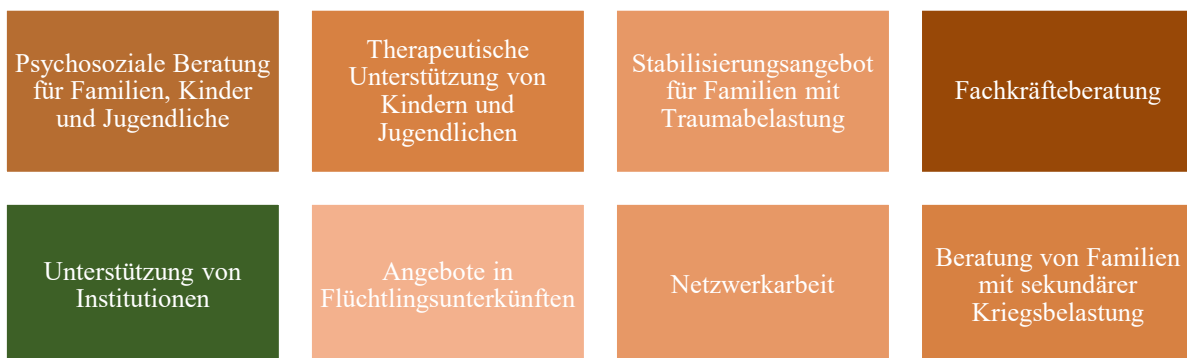 Psychosoziale Beratung
für Familien, Kinder
und Jugendliche
Therapeutische
Unterstützung von
Kindern und
Jugendlichen
Stabilisierungsangebot
für Familien mit
Traumabelastung
Fachkräfteberatung
Unterstützung von
Institutionen
Angebote in
Flüchtlingsunterkünften
Netzwerkarbeit
Beratung von Familien
mit sekundärer
Kriegsbelastung